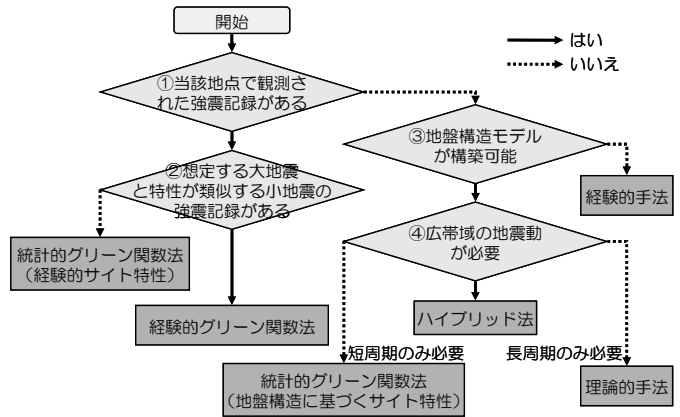 開始
はい
いいえ
①当該地点で観測さ
れた強震記録がある
③地盤構造モデル
が構築可能
②想定する大地震
と特性が類似する小地震の
強震記録がある
経験的手法
④広帯域の地震動
が必要
統計的グリーン関数法
(経験的サイト特性)
経験的グリーン関数法
ハイブリッド法
短周期のみ必要
長周期のみ必要
統計的グリーン関数法
(地盤構造に基づくサイト特性)
理論的手法